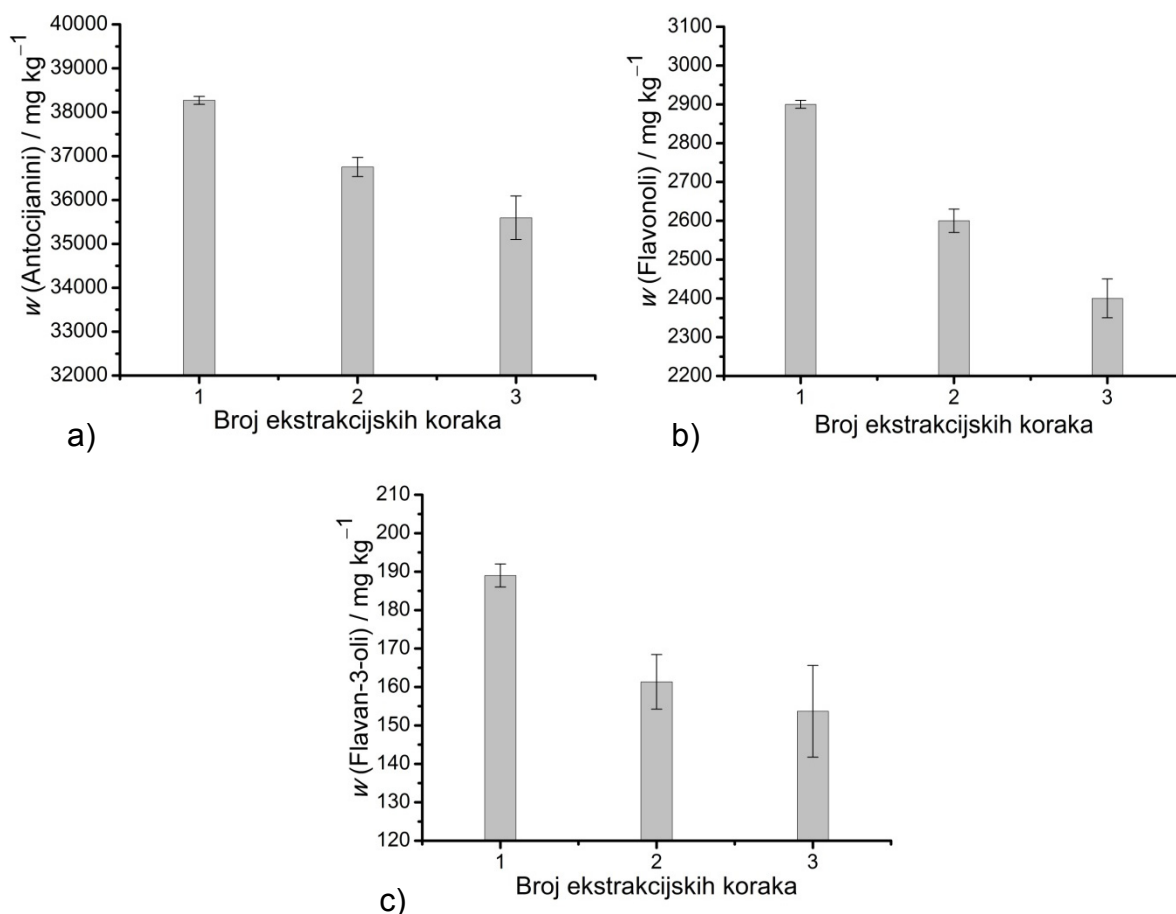 40000
39000
38000
37000
36000
35000
34000
33000
32000
w (Antocijanini) / mg kg⁻¹
1 2 3
Broj ekstrakcijskih koraka
a)
3100
3000
2900
2800
2700
2600
2500
2400
2300
2200
w (Flavonoli) / mg kg⁻¹
1 2 3
Broj ekstrakcijskih koraka
b)
210
200
190
180
170
160
150
140
130
120
w (Flavan-3-oli) / mg kg⁻¹
1 2 3
Broj ekstrakcijskih koraka
c)